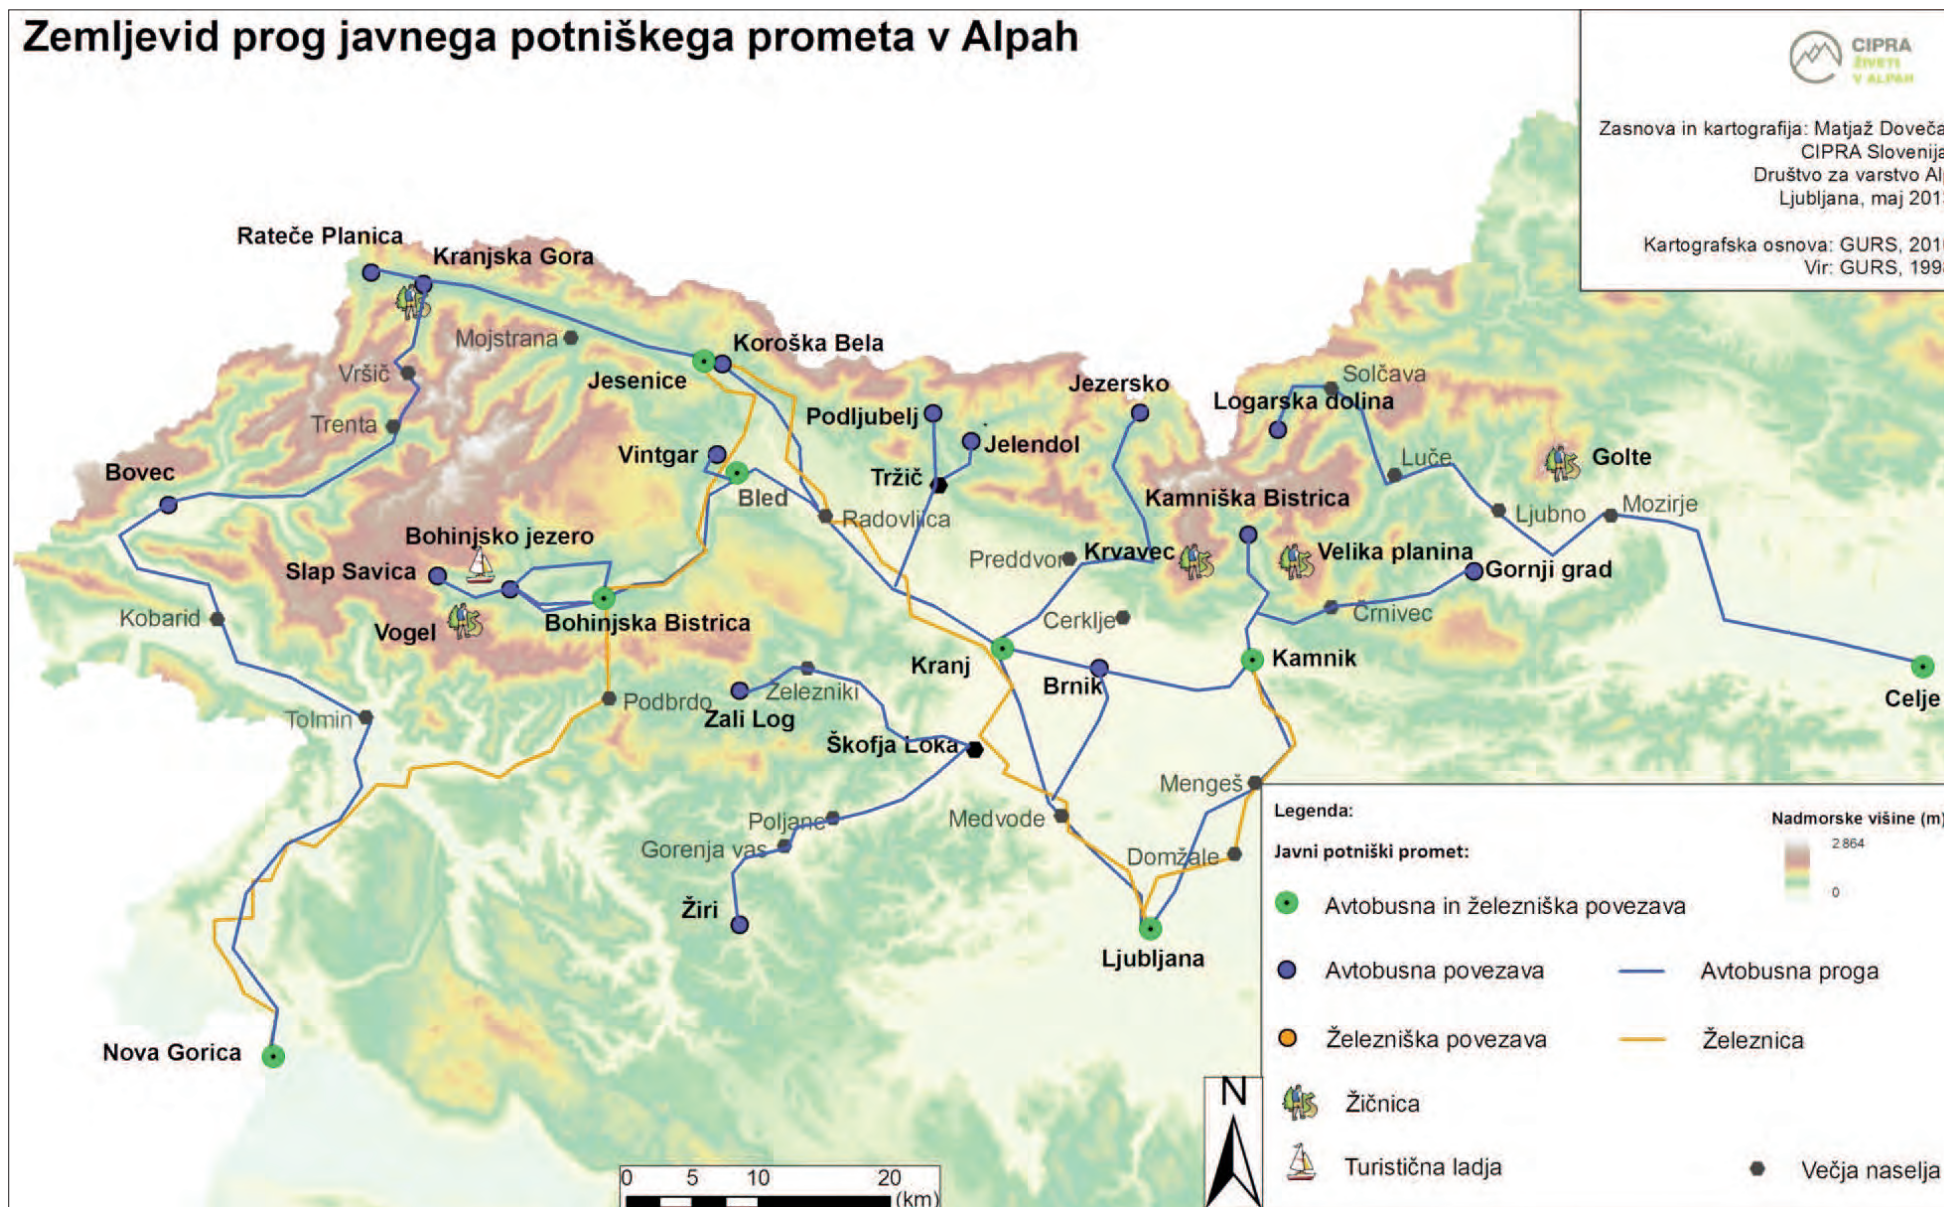 Zemljevid prog javnega potniškega prometa v Alpah
CIPRA
ŽIVETI
V ALPAH
Zasnova in kartografija: Matjaž Doveča
CIPRA Slovenija
Društvo za varstvo Alp
Ljubljana, maj 201
Kartografska osnova: GURS, 201
Vir: GURS, 199
Rateče Planica
Kranjska Gora
Mojstrana
Koroška Bela
Jesenice
Vršič
Trenta
Bovec
Podljubelj
Jelendol
Jezersko
Logarska dolina
Solčava
Vintgar
Bled
Tržič
Radovljica
Kamniška Bistrica
Luče
Golte
Ljubno
Mozirje
Bohinjsko jezero
Slap Savica
Vogel
Bohinjska Bistrica
Preddvor
Krvavec
Velika planina
Gornji grad
Črnivec
Cerklje
Kobarid
Kranj
Brnik
Kamnik
Celje
Tolmin
Podbrdo
Železniki
Zali Log
Škofja Loka
Mengeš
Poljane
Medvode
Gorenja vas
Domžale
Žiri
Ljubljana
Nova Gorica
Legenda:
Nadmorske višine (m)
2.864
0
Javni potniški promet:
Avtobusna in železniška povezava
Avtobusna povezava
Avtobusna proga
Železniška povezava
Železnica
Žičnica
Turistična ladja
Večja naselja
N
0 5 10 20
(km)